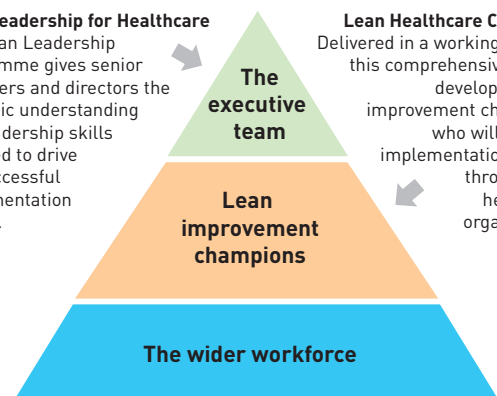 eadership for Healthcare
an Leadership
mme gives senior
ers and directors the
ic understanding
dership skills
ed to drive
ccessful
mentation
.
The
executive
team
Lean Healthcare C
Delivered in a working
this comprehensiv
develop
improvement ch
who will
implementatio
thro
he
orga
Lean
improvement
champions
The wider workforce